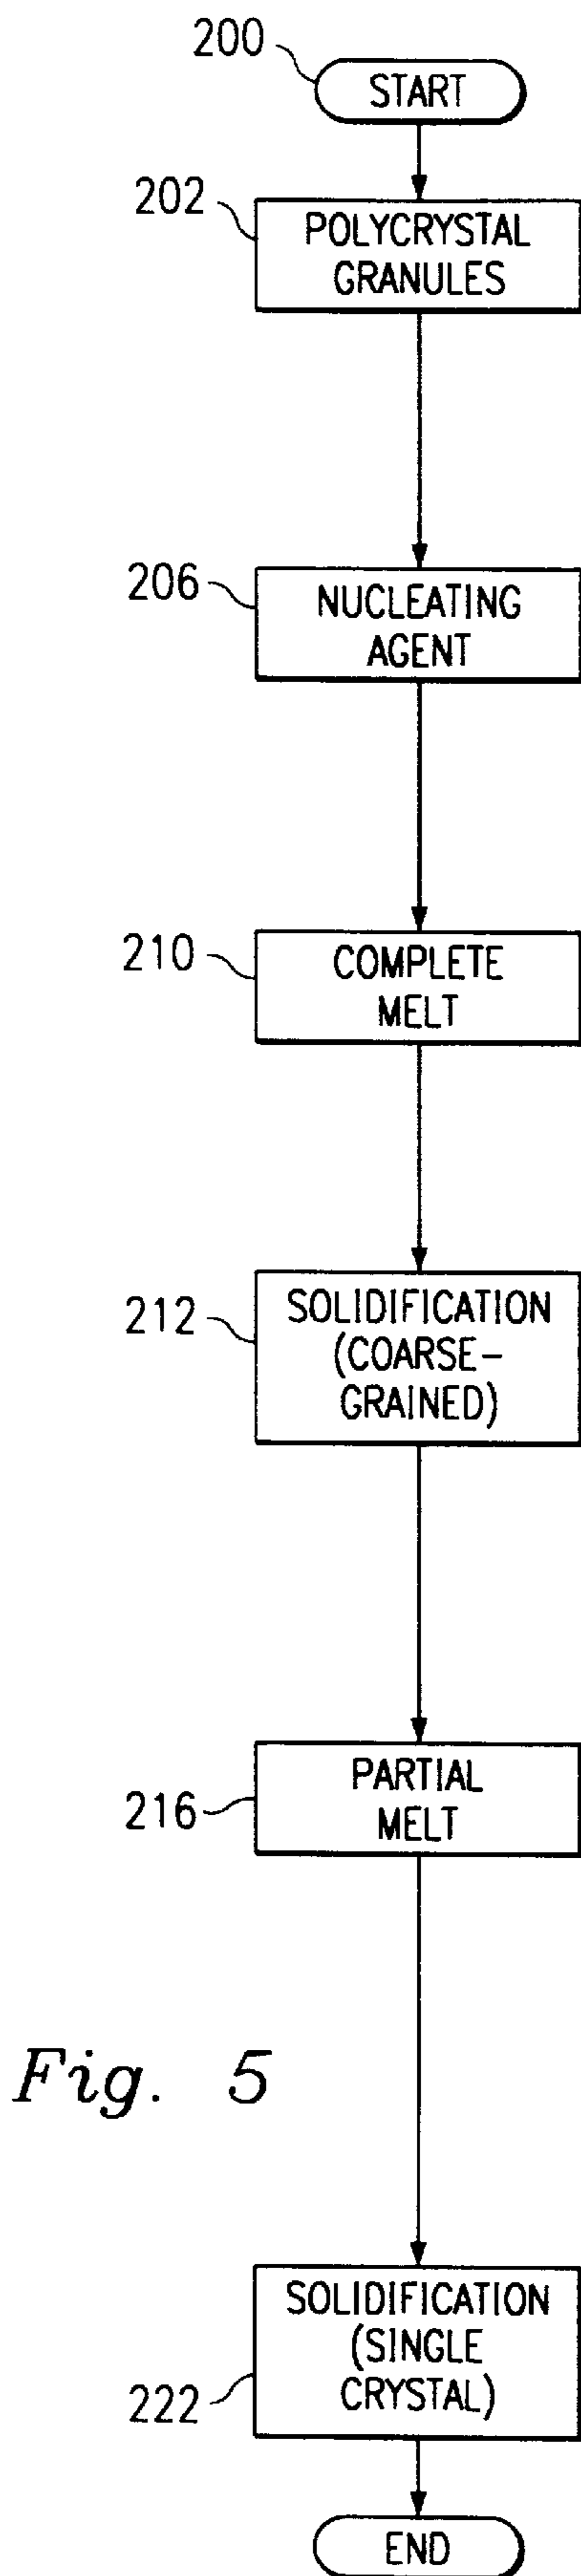 200
START
202
POLYCRYSTAL
GRANULES
206
NUCLEATING
AGENT
210
COMPLETE
MELT
212
SOLIDIFICATION
(COARSE-
GRAINED)
216
PARTIAL
MELT
Fig. 5
222
SOLIDIFICATION
(SINGLE
CRYSTAL)
END